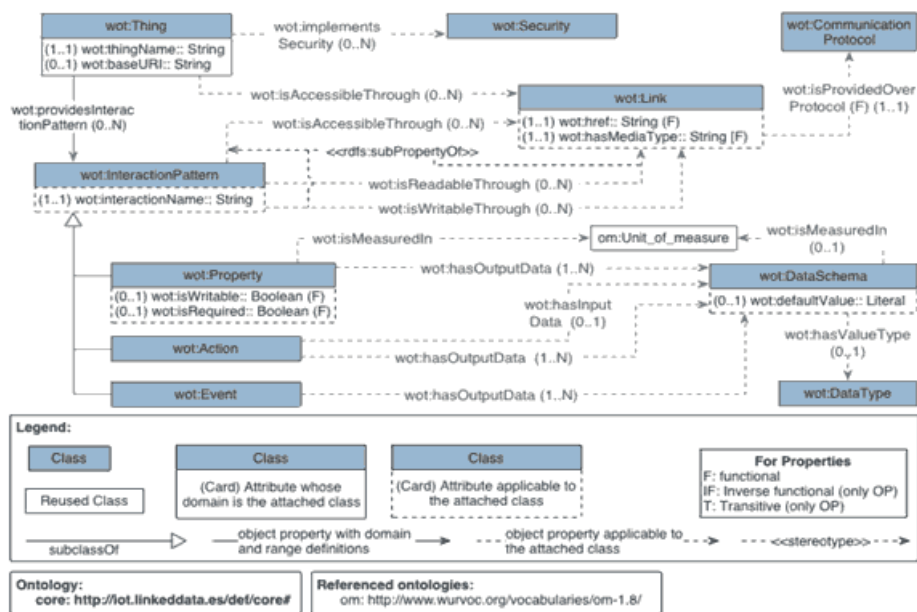 wot:Thing
(1..1) wot:thingName:: String
(0..1) wot:baseURI:: String
wot:implements
Security (0..N)
wot:Security
wot:Communication
Protocol
wot:providesInterac
tionPattern (0..N)
wot:isAccessibleThrough (0..N)
wot:isAccessibleThrough (0..N)
wot:Link
(1..1) wot:href:: String (F)
(1..1) wot:hasMediaType:: String [F)
wot:isProvidedOver
Protocol (F) (1..1)
<<rdfs:subPropertyOf>>
wot:InteractionPattern
(1..1) wot:interactionName:: String
wot:isReadableThrough (0..N)
wot:isWritableThrough (0..N)
wot:isMeasuredIn
om:Unit_of_measure
wot:isMeasuredIn
(0..1)
wot:Property
(0..1) wot:isWritable:: Boolean (F)
(0..1) wot:isRequired:: Boolean (F)
wot:hasOutputData (1..N)
wot:DataSchema
(0..1) wot:defaultValue:: Literal
wot:hasInput
Data (0..1)
wot:Action
wot:hasOutputData (1..N)
wot:hasValueType
(0..1)
wot:Event
wot:hasOutputData (1..N)
wot:DataType
Legend:
Class
Reused Class
Class
(Card) Attribute whose
domain is the attached class
Class
(Card) Attribute applicable to
the attached class
For Properties
F: functional
IF: Inverse functional (only OP)
T: Transitive (only OP)
subclassOf
object property with domain
and range definitions
object property applicable to
the attached class
<<stereotype>>
Ontology:
core: http://iot.linkeddata.es/def/core#
Referenced ontologies:
om: http://www.wurvoc.org/vocabularies/om-1.8/